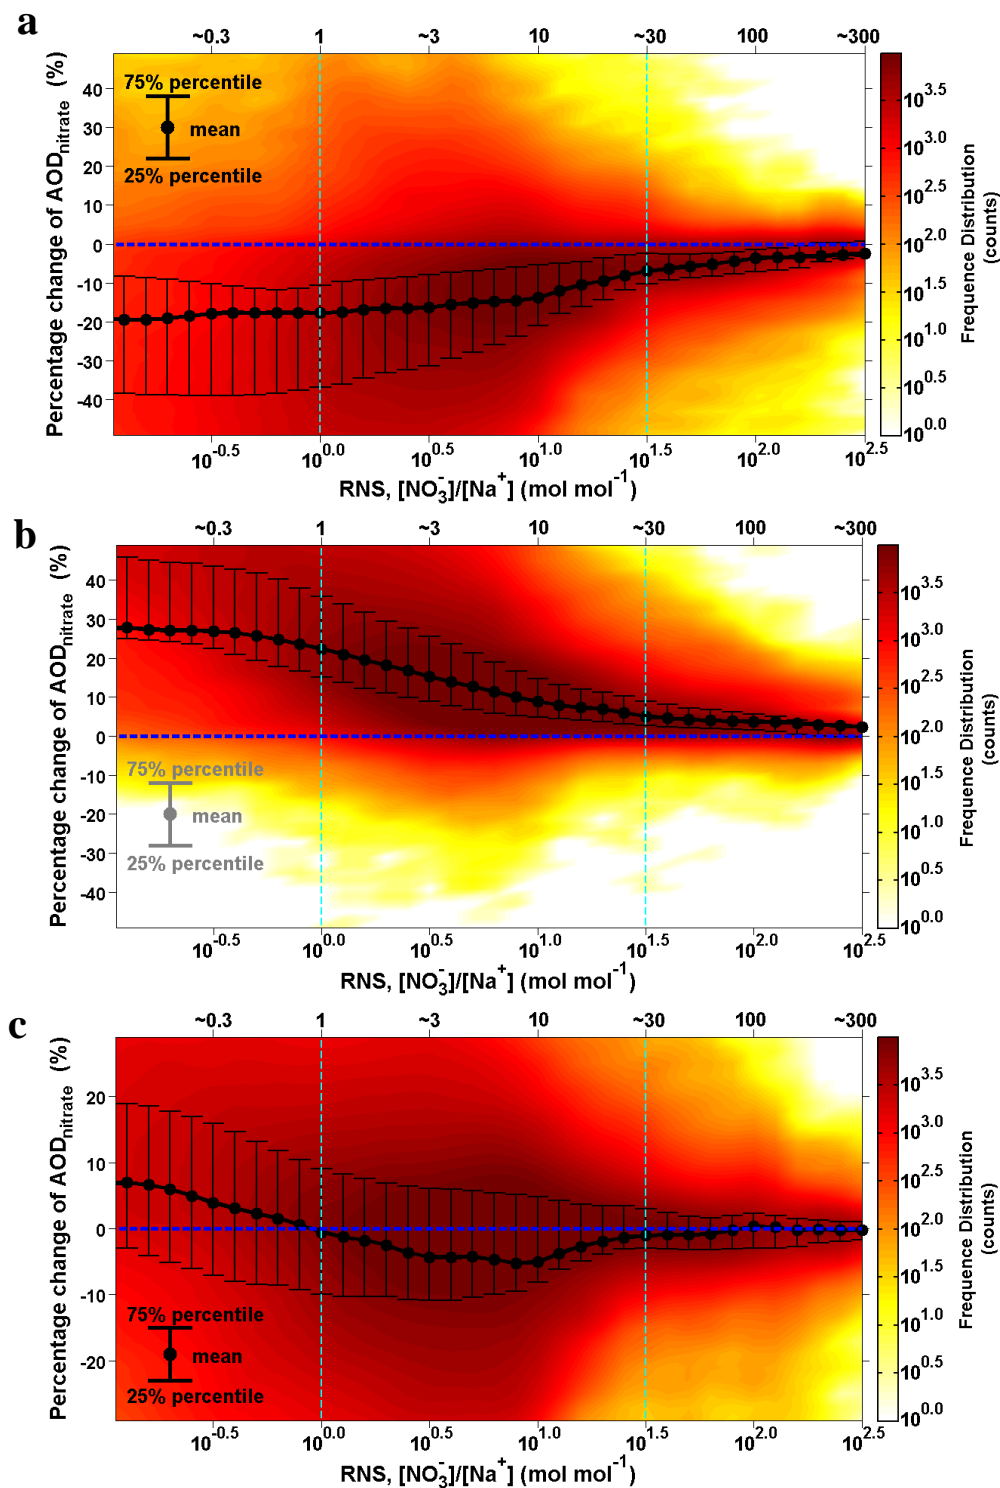 a
~0.3 1 ~3 10 ~30 100 ~300
Percentage change of AOD_nitrate (%)
40
30
20
10
0
-10
-20
-30
-40
75% percentile
mean
25% percentile
10^-0.5 10^0.0 10^0.5 10^1.0 10^1.5 10^2.0 10^2.5
RNS, [NO3^-]/[Na^+] (mol mol^-1)
10^3.5
10^3.0
10^2.5
10^2.0
10^1.5
10^1.0
10^0.5
10^0.0
Frequence Distribution
(counts)
b
~0.3 1 ~3 10 ~30 100 ~300
Percentage change of AOD_nitrate (%)
40
30
20
10
0
-10
-20
-30
-40
75% percentile
mean
25% percentile
10^-0.5 10^0.0 10^0.5 10^1.0 10^1.5 10^2.0 10^2.5
RNS, [NO3^-]/[Na^+] (mol mol^-1)
10^3.5
10^3.0
10^2.5
10^2.0
10^1.5
10^1.0
10^0.5
10^0.0
Frequence Distribution
(counts)
c
~0.3 1 ~3 10 ~30 100 ~300
Percentage change of AOD_nitrate (%)
20
10
0
-10
-20
75% percentile
mean
25% percentile
10^-0.5 10^0.0 10^0.5 10^1.0 10^1.5 10^2.0 10^2.5
RNS, [NO3^-]/[Na^+] (mol mol^-1)
10^3.5
10^3.0
10^2.5
10^2.0
10^1.5
10^1.0
10^0.5
10^0.0
Frequence Distribution
(counts)